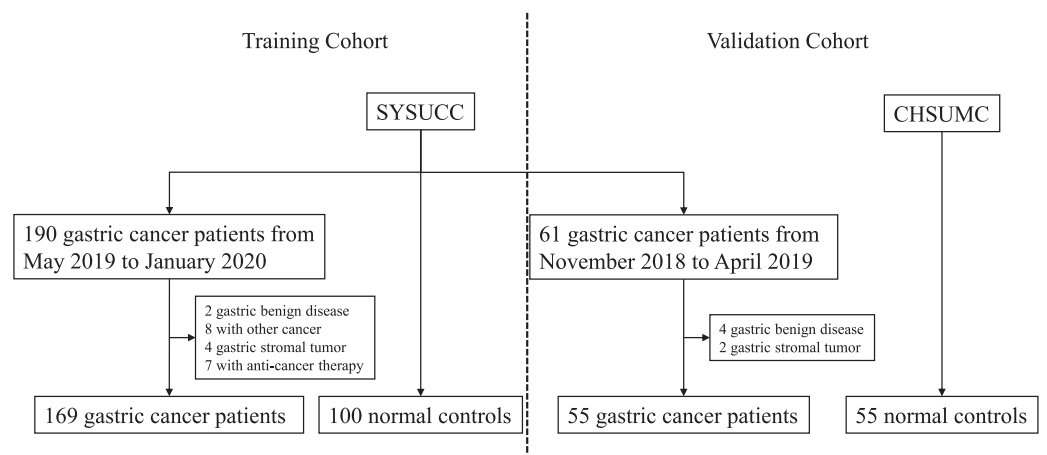 Training Cohort
Validation Cohort
SYSUCC
CHSUMC
190 gastric cancer patients from
May 2019 to January 2020
61 gastric cancer patients from
November 2018 to April 2019
2 gastric benign disease
8 with other cancer
4 gastric stromal tumor
7 with anti-cancer therapy
4 gastric benign disease
2 gastric stromal tumor
169 gastric cancer patients
100 normal controls
55 gastric cancer patients
55 normal controls